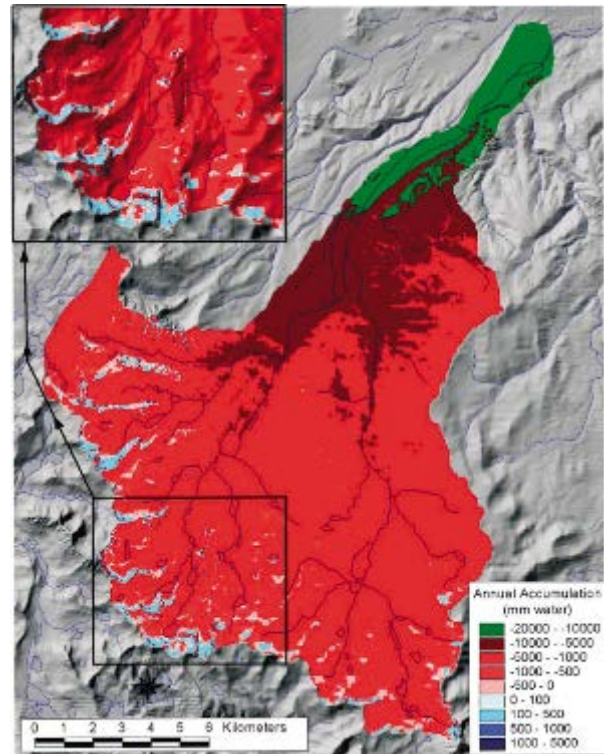 Annual Accumulation
(mm water)
-20000 - -10000
-10000 - -5000
-5000 - -1000
-1000 - -500
-500 - 0
0 - 100
100 - 500
500 - 1000
1000 - 5000
0 1 2 3 4 5 6 Kilometers